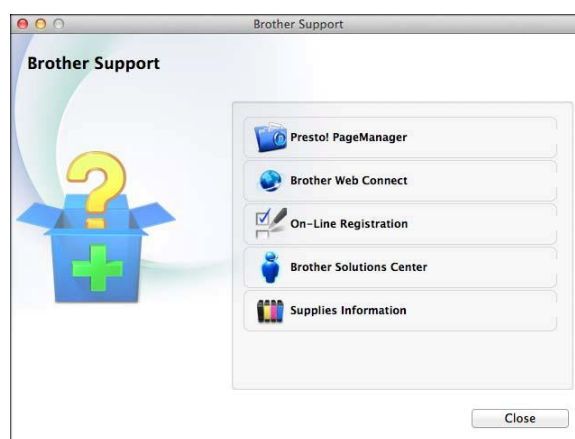 Brother Support
Brother Support
Presto! PageManager
Brother Web Connect
On-Line Registration
Brother Solutions Center
Supplies Information
Close